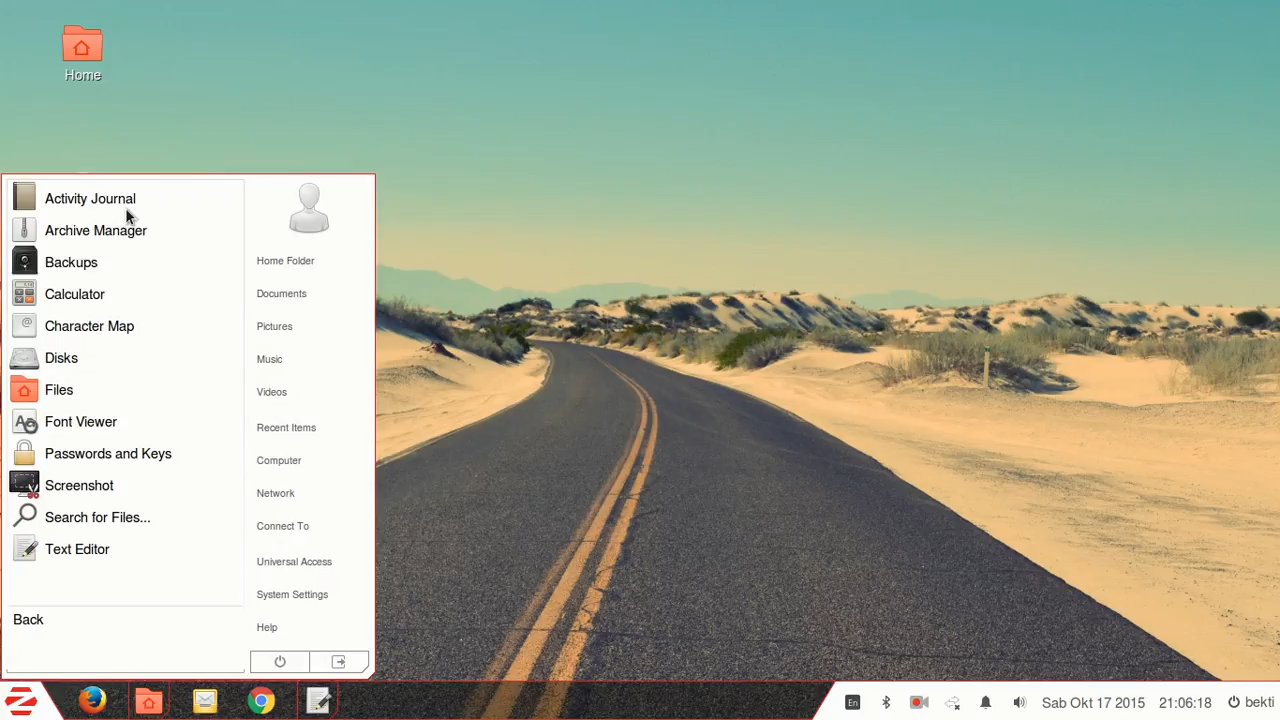 Home
Activity Journal
Archive Manager
Backups
Calculator
Character Map
Disks
Files
Font Viewer
Passwords and Keys
Screenshot
Search for Files...
Text Editor
Back
Home Folder
Documents
Pictures
Music
Videos
Recent Items
Computer
Network
Connect To
Universal Access
System Settings
Help
En Sab Okt 17 2015 21:06:18 bekti